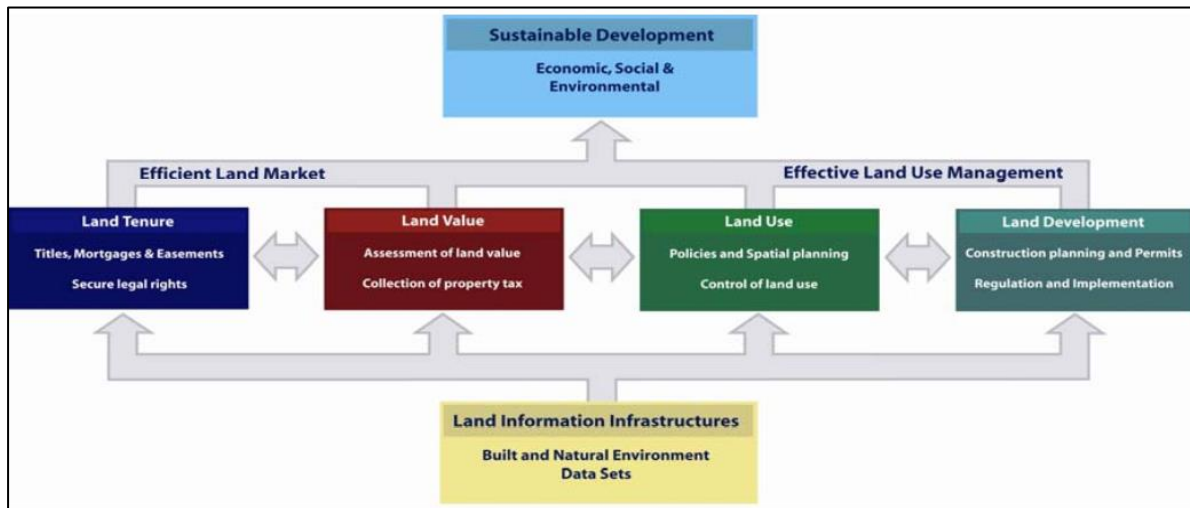 Sustainable Development
Economic, Social &
Environmental
Efficient Land Market
Effective Land Use Management
Land Tenure
Titles, Mortgages & Easements
Secure legal rights
Land Value
Assessment of land value
Collection of property tax
Land Use
Policies and Spatial planning
Control of land use
Land Development
Construction planning and Permits
Regulation and Implementation
Land Information Infrastructures
Built and Natural Environment
Data Sets